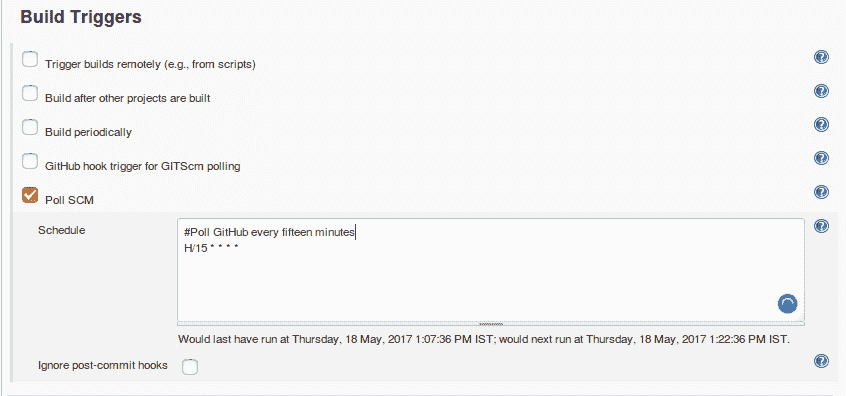 Build Triggers
Trigger builds remotely (e.g., from scripts)
Build after other projects are built
Build periodically
GitHub hook trigger for GITScm polling
Poll SCM
Schedule
#Poll GitHub every fifteen minutes
H/15 * * * *
Would last have run at Thursday, 18 May, 2017 1:07:36 PM IST; would next run at Thursday, 18 May, 2017 1:22:36 PM IST.
Ignore post-commit hooks